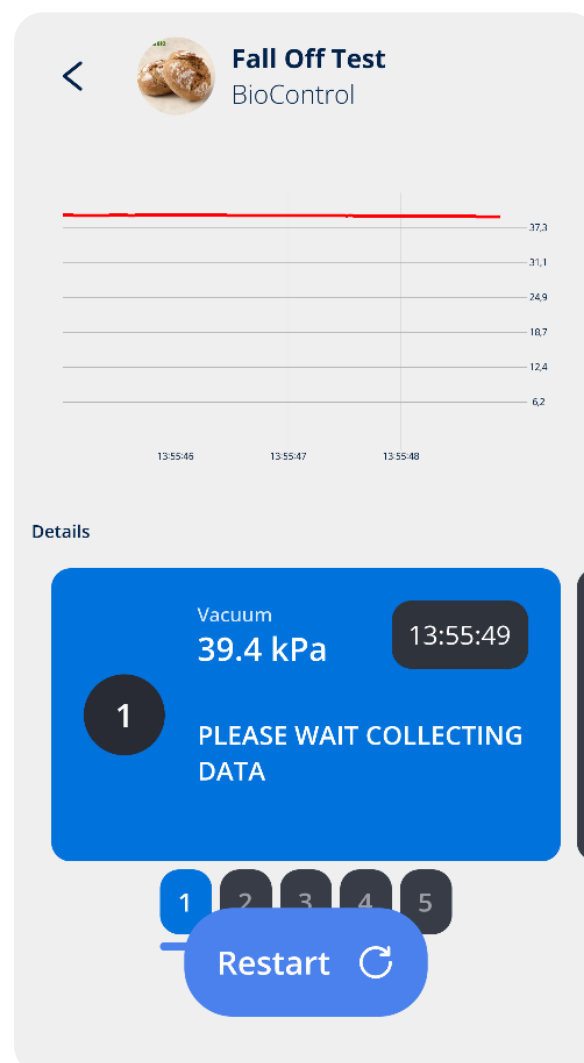 Fall Off Test
BioControl
37,3
31,1
24,9
18,7
12,4
6,2
13:55:46 13:55:47 13:55:48
Details
Vacuum
39.4 kPa
13:55:49
1
PLEASE WAIT COLLECTING
DATA
1 2 3 4 5
Restart